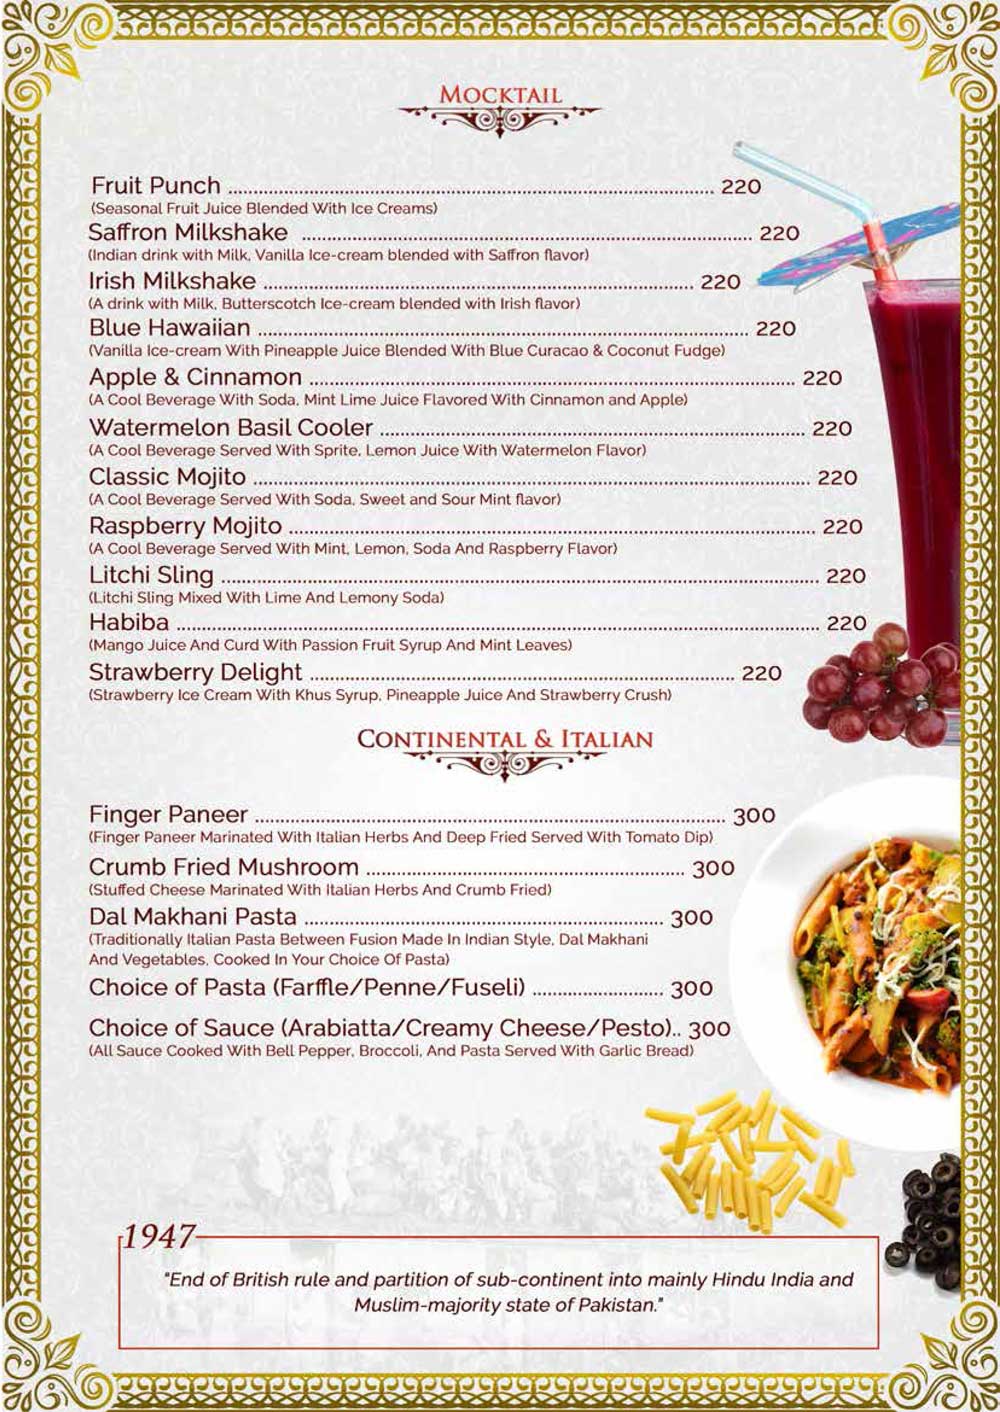 MOCKTAIL
Fruit Punch ........................................................................................ 220
(Seasonal Fruit Juice Blended With Ice Creams)
Saffron Milkshake ........................................................................................ 220
(Indian drink with Milk, Vanilla Ice-cream blended with Saffron flavor)
Irish Milkshake ........................................................................................ 220
(A drink with Milk, Butterscotch Ice-cream blended with Irish flavor)
Blue Hawaiian ........................................................................................ 220
(Vanilla Ice-cream With Pineapple Juice Blended With Blue Curacao & Coconut Fudge)
Apple & Cinnamon ........................................................................................ 220
(A Cool Beverage With Soda, Mint Lime Juice Flavored With Cinnamon and Apple)
Watermelon Basil Cooler ........................................................................................ 220
(A Cool Beverage Served With Sprite, Lemon Juice With Watermelon Flavor)
Classic Mojito ........................................................................................ 220
(A Cool Beverage Served With Soda, Sweet and Sour Mint flavor)
Raspberry Mojito ........................................................................................ 220
(A Cool Beverage Served With Mint, Lemon, Soda And Raspberry Flavor)
Litchi Sling ........................................................................................ 220
(Litchi Sling Mixed With Lime And Lemony Soda)
Habiba ........................................................................................ 220
(Mango Juice And Curd With Passion Fruit Syrup And Mint Leaves)
Strawberry Delight ........................................................................................ 220
(Strawberry Ice Cream With Khus Syrup, Pineapple Juice And Strawberry Crush)
CONTINENTAL & ITALIAN
Finger Paneer ........................................................................................ 300
(Finger Paneer Marinated With Italian Herbs And Deep Fried Served With Tomato Dip)
Crumb Fried Mushroom ................................................................ 300
(Stuffed Cheese Marinated With Italian Herbs And Crumb Fried)
Dal Makhani Pasta ................................................................ 300
(Traditionally Italian Pasta Between Fusion Made In Indian Style, Dal Makhani
And Vegetables, Cooked In Your Choice Of Pasta)
Choice of Pasta (Farffle/Penne/Fuseli) .......................... 300
Choice of Sauce (Arabiatta/Creamy Cheese/Pesto).. 300
(All Sauce Cooked With Bell Pepper, Broccoli, And Pasta Served With Garlic Bread)
1947
"End of British rule and partition of sub-continent into mainly Hindu India and
Muslim-majority state of Pakistan."